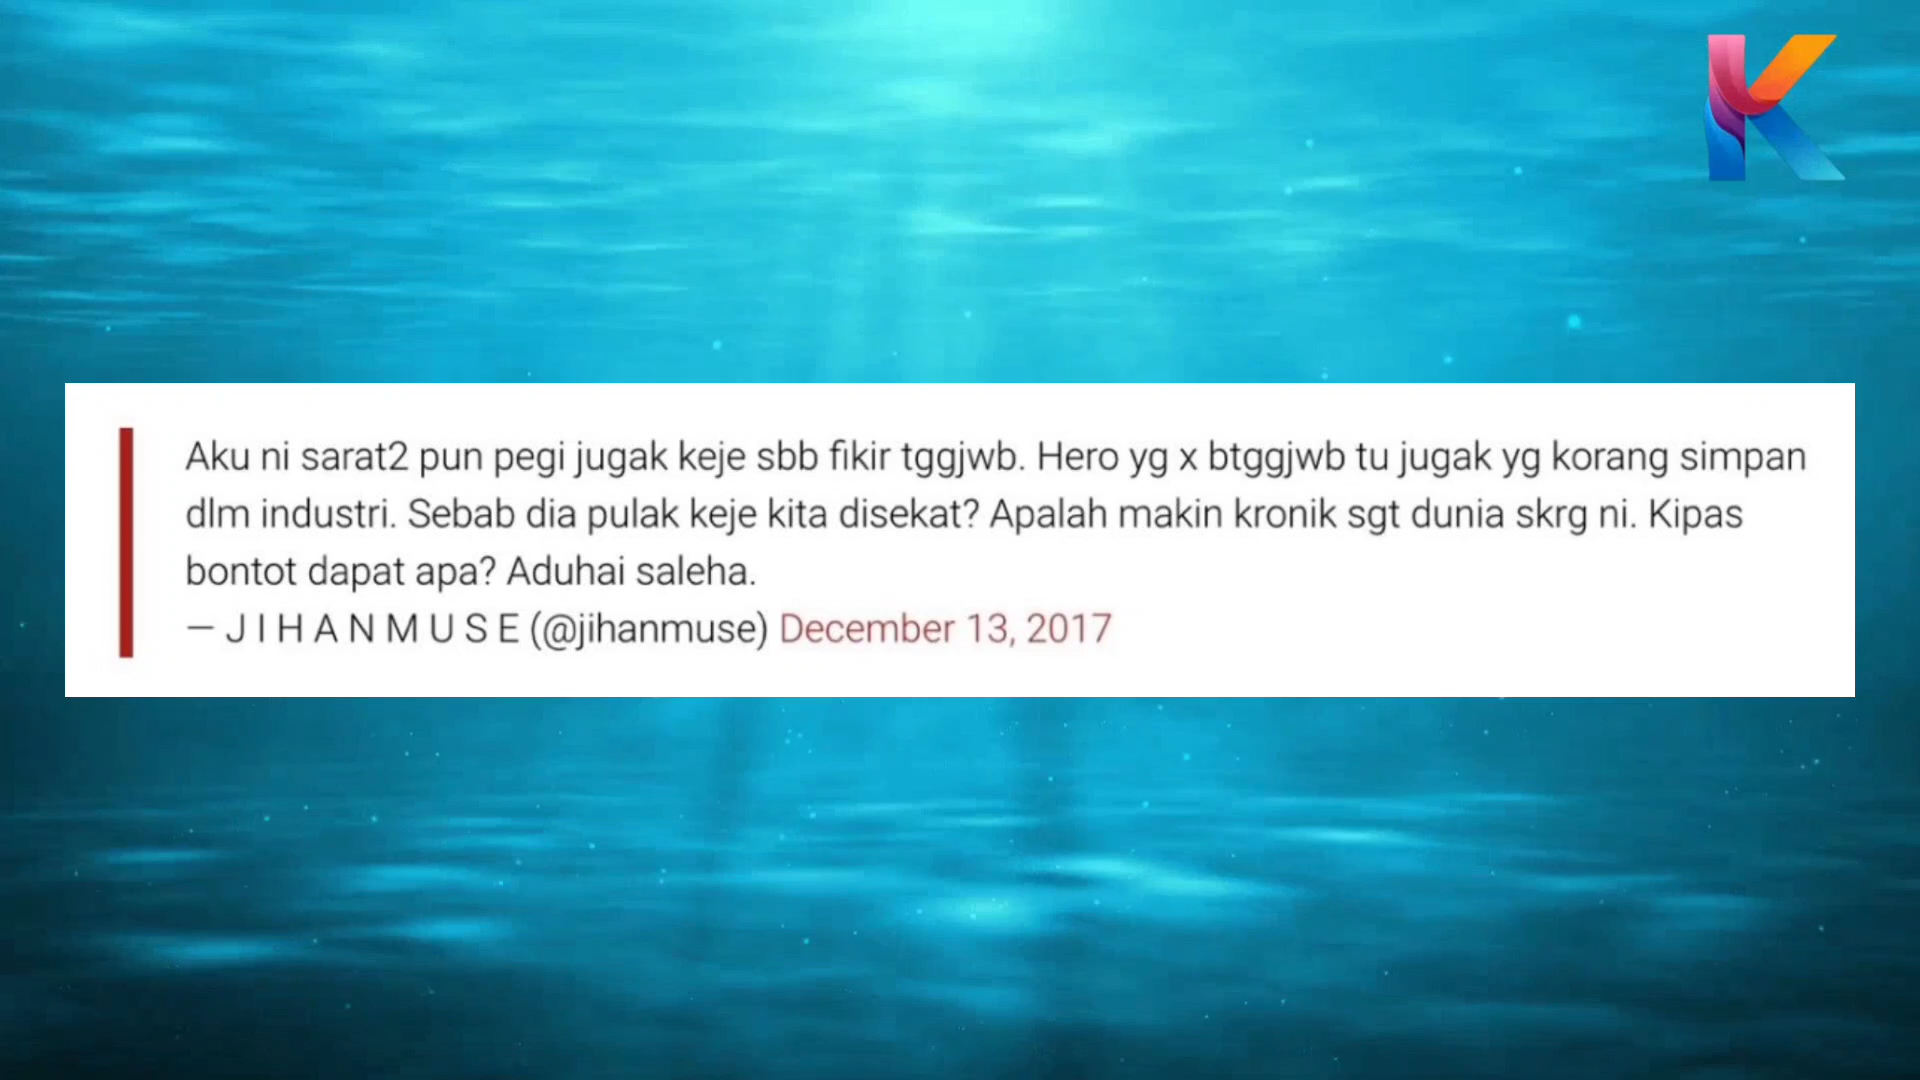 Aku ni sarat2 pun pegi jugak keje sbb fikir tggjwb. Hero yg x btggjwb tu jugak yg korang simpan
dlm industri. Sebab dia pulak keje kita disekat? Apalah makin kronik sgt dunia skrg ni. Kipas
bontot dapat apa? Aduhai saleha.
— J I H A N M U S E (@jihanmuse) December 13, 2017
K